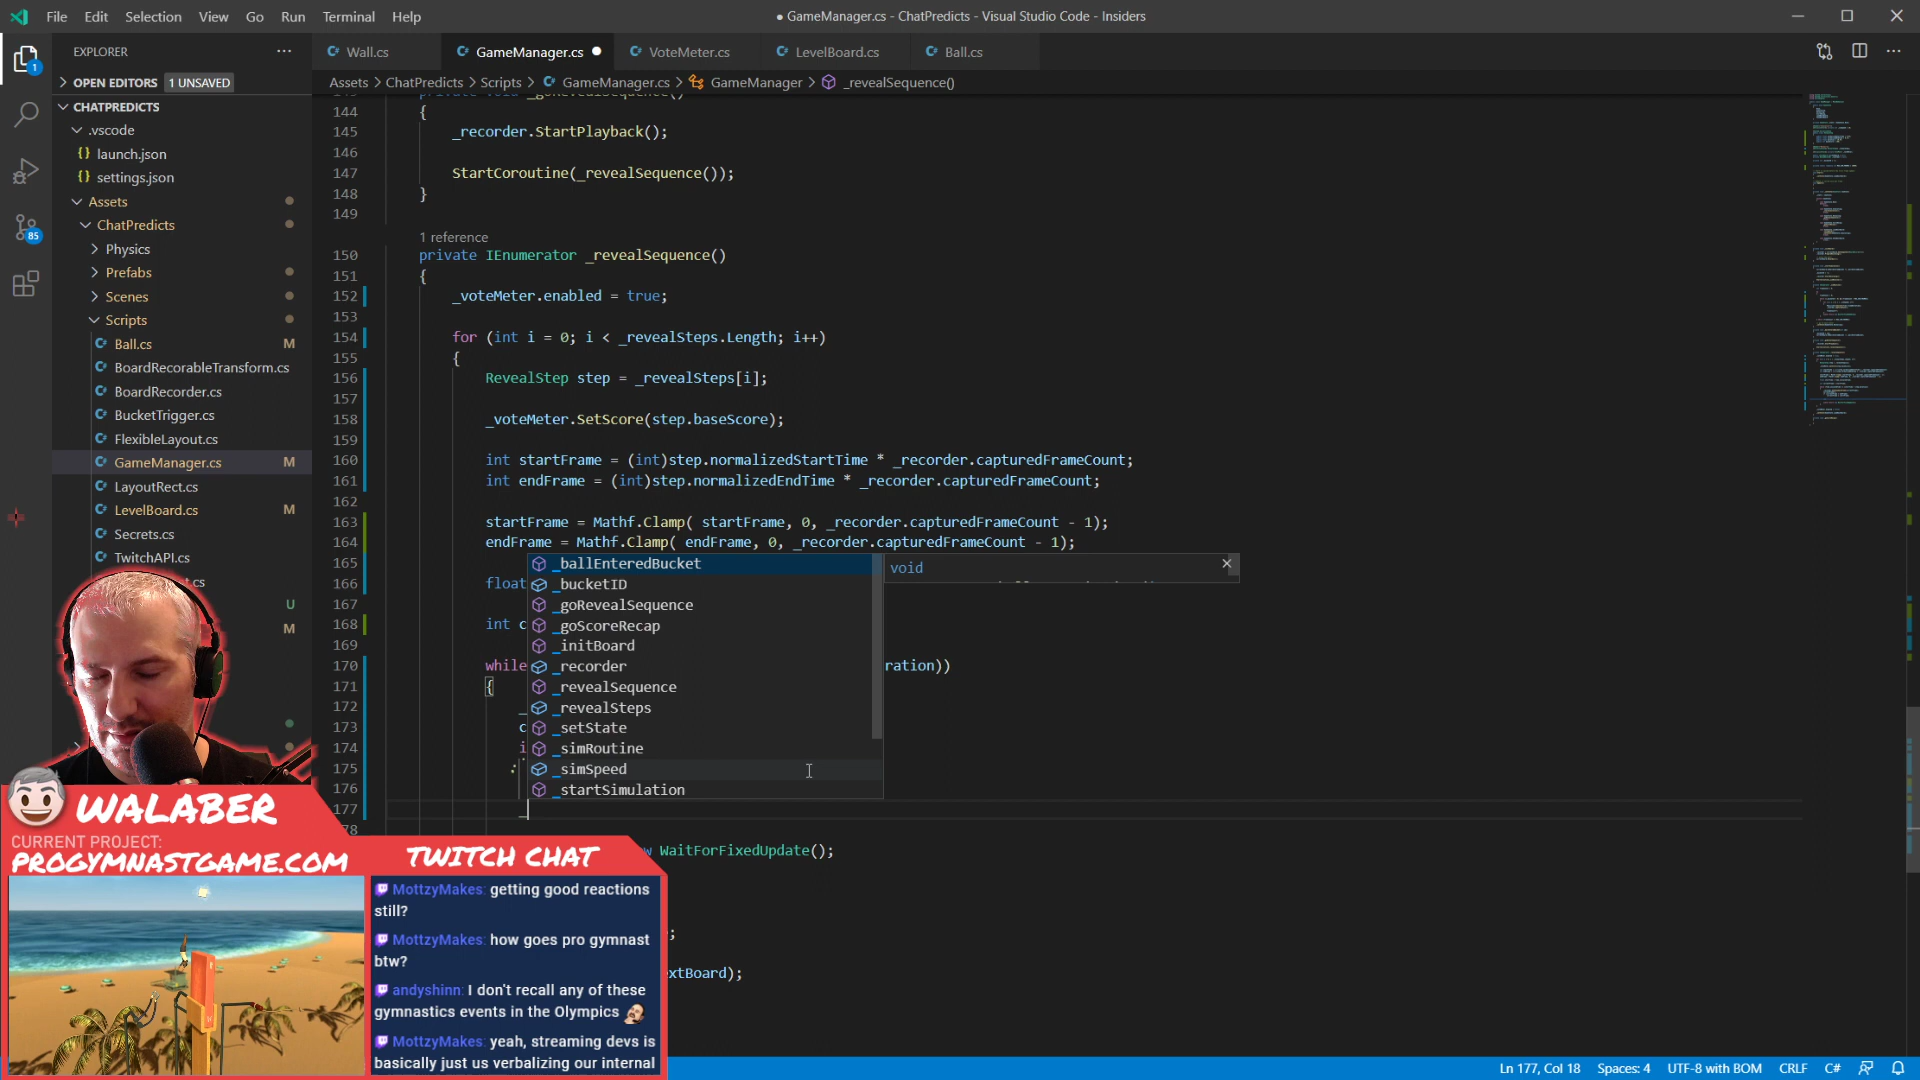 File Edit Selection View Go Run Terminal Help
● GameManager.cs - ChatPredicts - Visual Studio Code - Insiders
EXPLORER
Wall.cs
GameManager.cs
VoteMeter.cs
LevelBoard.cs
Ball.cs
OPEN EDITORS 1 UNSAVED
Assets > ChatPredicts > Scripts > GameManager.cs > GameManager > _revealSequence()
CHATPREDICTS
.vscode
launch.json
settings.json
Assets
ChatPredicts
Physics
Prefabs
Scenes
Scripts
Ball.cs M
BoardRecorableTransform.cs
BoardRecorder.cs
BucketTrigger.cs
FlexibleLayout.cs
GameManager.cs M
LayoutRect.cs
LevelBoard.cs M
Secrets.cs
TwitchAPI.cs
U
M
1
85
144 {
145 _recorder.StartPlayback();
146
147 StartCoroutine(_revealSequence());
148 }
149
1 reference
150 private IEnumerator _revealSequence()
151 {
152 _voteMeter.enabled = true;
153
154 for (int i = 0; i < _revealSteps.Length; i++)
155 {
156 RevealStep step = _revealSteps[i];
157
158 _voteMeter.SetScore(step.baseScore);
159
160 int startFrame = (int)step.normalizedStartTime * _recorder.capturedFrameCount;
161 int endFrame = (int)step.normalizedEndTime * _recorder.capturedFrameCount;
162
163 startFrame = Mathf.Clamp( startFrame, 0, _recorder.capturedFrameCount - 1);
164 endFrame = Mathf.Clamp( endFrame, 0, _recorder.capturedFrameCount - 1);
165
166 float
167
168 int c
169
170 while ration))
171 {
172 _
173 c
174 i
175
176
177 _
178
w WaitForFixedUpdate();
;
extBoard);
_ballEnteredBucket
_bucketID
_goRevealSequence
_goScoreRecap
_initBoard
_recorder
_revealSequence
_revealSteps
_setState
_simRoutine
_simSpeed
_startSimulation
void
WALABER
CURRENT PROJECT:
PROGYMNASTGAME.COM
TWITCH CHAT
MottzyMakes: getting good reactions
still?
MottzyMakes: how goes pro gymnast
btw?
andyshinn: I don't recall any of these
gymnastics events in the Olympics
MottzyMakes: yeah, streaming devs is
basically just us verbalizing our internal
Ln 177, Col 18 Spaces: 4 UTF-8 with BOM CRLF C#